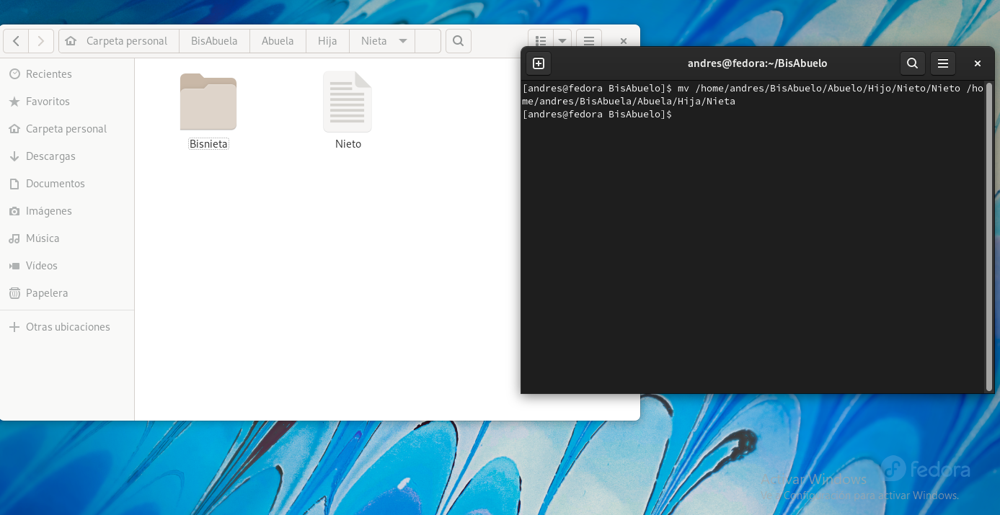 Carpeta personal BisAbuela Abuela Hija Nieta
Recientes
Favoritos
Carpeta personal
Descargas
Documentos
Imágenes
Música
Vídeos
Papelera
Otras ubicaciones
Bisnieta
Nieto
andres@fedora:~/BisAbuelo
[andres@fedora BisAbuelo]$ mv /home/andres/BisAbuelo/Abuelo/Hijo/Nieto/Nieto /ho
me/andres/BisAbuela/Abuela/Hija/Nieta
[andres@fedora BisAbuelo]$
fedora
Activar Windows
Ve a Configuración para activar Windows.